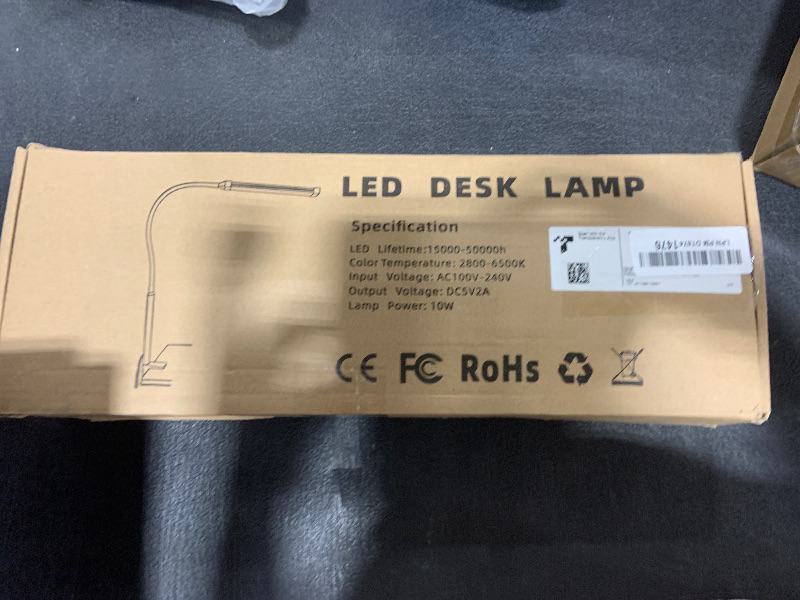 LED DESK LAMP
Specification
LED Lifetime:15000-50000h
Color Temperature: 2800-6500K
Input Voltage: AC100V-240V
Output Voltage: DC5V2A
Lamp Power: 10W
CE FC RoHS